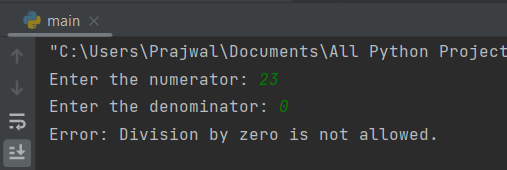 main
"C:\Users\Prajwal\Documents\All Python Project
Enter the numerator: 23
Enter the denominator: 0
Error: Division by zero is not allowed.